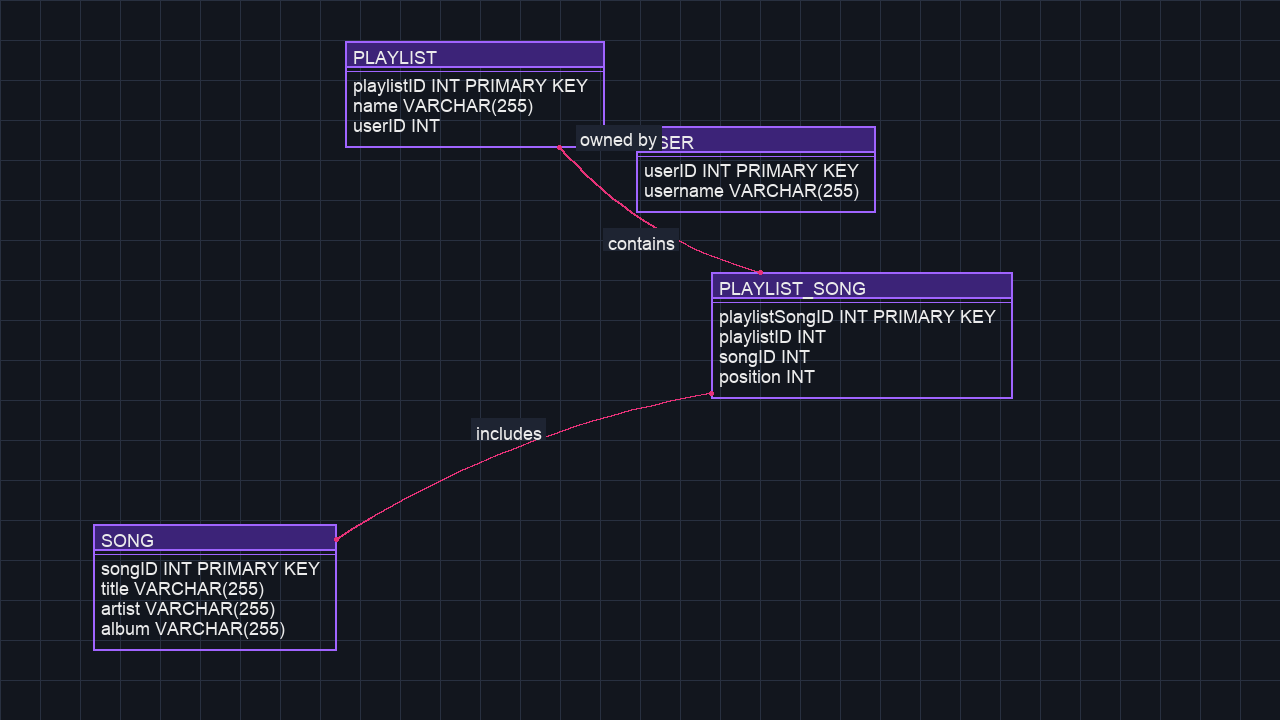 PLAYLIST
playlistID INT PRIMARY KEY
name VARCHAR(255)
userID INT
owned by
SER
userID INT PRIMARY KEY
username VARCHAR(255)
contains
PLAYLIST_SONG
playlistSongID INT PRIMARY KEY
playlistID INT
songID INT
position INT
includes
SONG
songID INT PRIMARY KEY
title VARCHAR(255)
artist VARCHAR(255)
album VARCHAR(255)